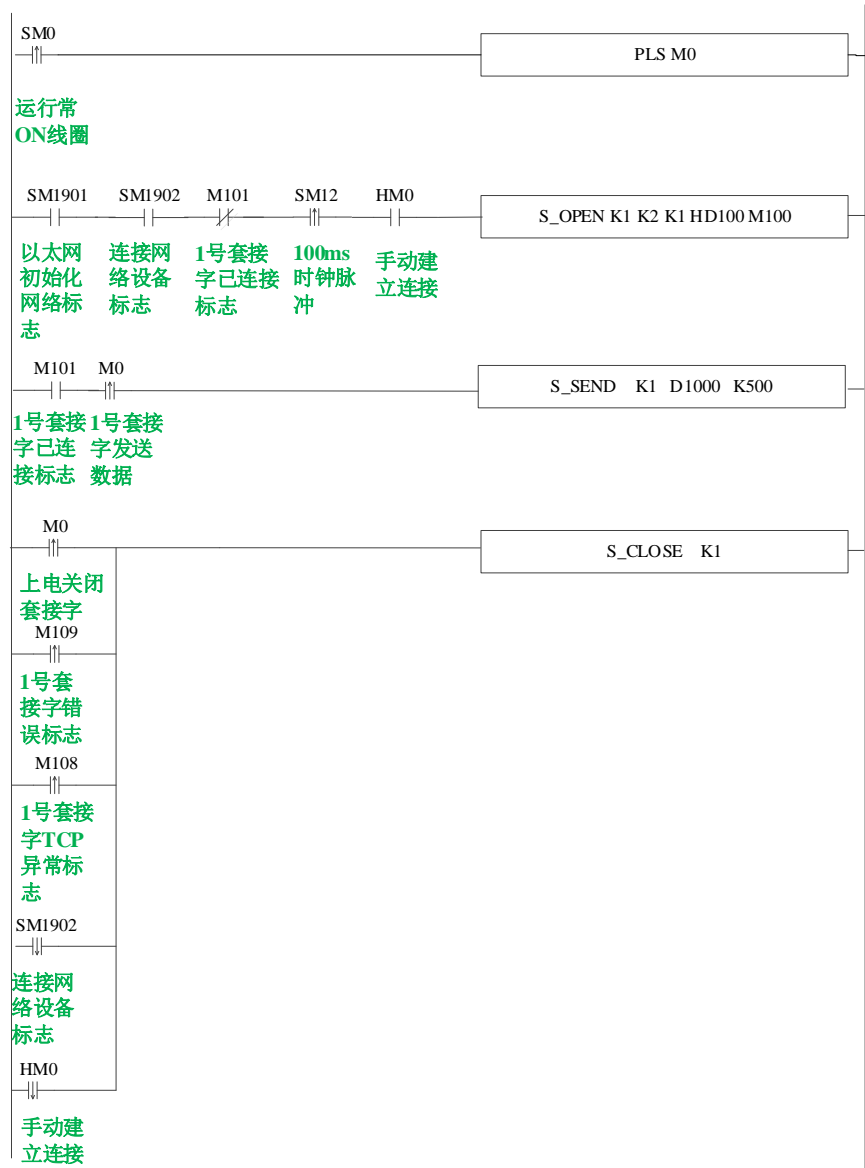 SM0
PLS M0
运行常
ON线圈
SM1901 SM1902 M101 SM12 HM0
S_OPEN K1 K2 K1 HD100 M100
以太网
初始化
网络标
志
连接网
络设备
标志
1号套接
字已连接
标志
100ms
时钟脉
冲
手动建
立连接
M101 M0
S_SEND K1 D1000 K500
1号套接
字已连
接标志
1号套接
字发送
数据
M0
S_CLOSE K1
上电关闭
套接字
M109
1号套
接字错
误标志
M108
1号套接
字TCP
异常标
志
SM1902
连接网
络设备
标志
HM0
手动建
立连接